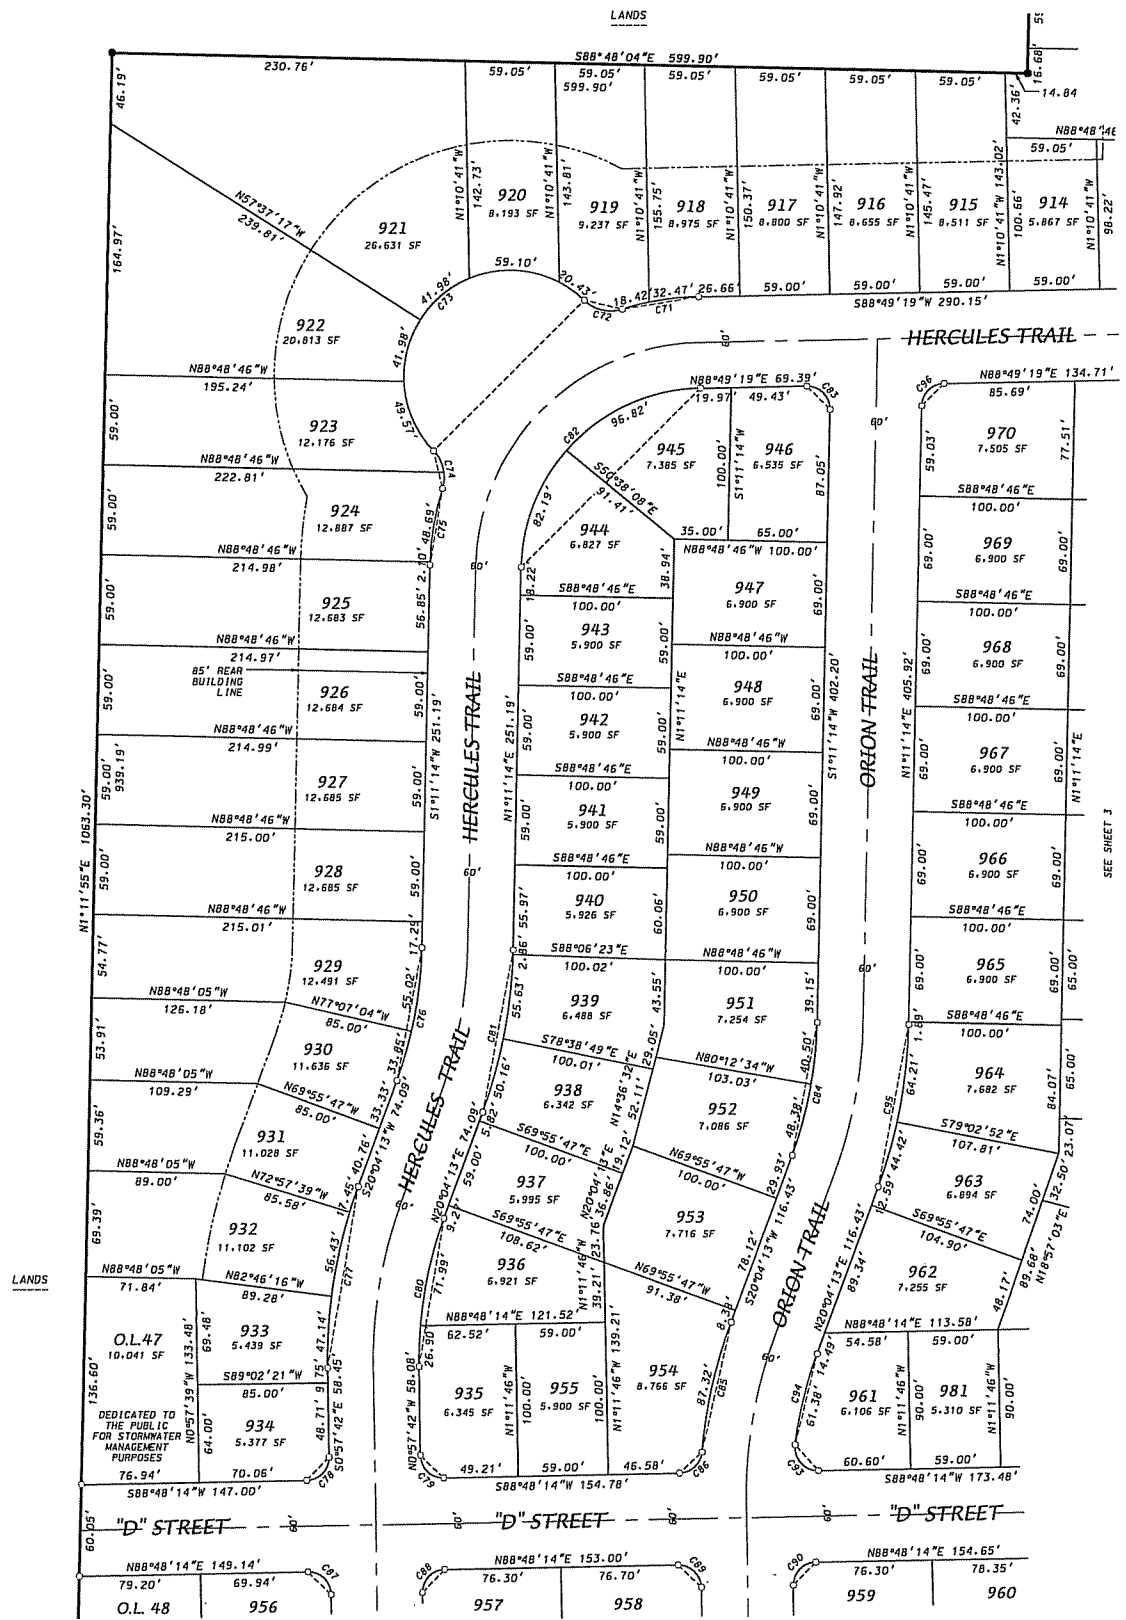 LANDS
S88°48'04"E 599.90'
230.76'
59.05'
59.05'
59.05'
59.05'
59.05'
59.05'
599.90'
46.19'
16.68'
14.84
42.36'
N88°48'46
59.05'
N57°37'17"W
239.81'
164.97'
921
26,631 SF
N1°10'41"W
142.73'
920
8,193 SF
N1°10'41"W
143.81'
919
9,237 SF
N1°10'41"W
155.75'
918
8,975 SF
N1°10'41"W
150.37'
917
8,800 SF
N1°10'41"W
147.92'
916
8,655 SF
N1°10'41"W
145.47'
915
8,511 SF
N1°10'41"W 143.02'
100.66'
914
5,867 SF
N1°10'41"W
98.22'
59.10'
41.98'
C73
20.43'
C72
18.42'
32.47'
C71
26.66'
59.00'
59.00'
59.00'
59.00'
S88°49'19"W 290.15'
HERCULES TRAIL
60'
922
20,813 SF
41.98'
N88°48'46"W
195.24'
49.57'
923
12,176 SF
59.00'
N88°48'46"W
222.81'
C74
924
12,887 SF
59.00'
48.69'
C75
2.10'
N88°48'46"W
214.98'
60'
925
12,683 SF
59.00'
56.85'
N88°48'46"W
214.97'
85' REAR
BUILDING
LINE
926
12,684 SF
59.00'
59.00'
N88°48'46"W
214.99'
927
12,685 SF
59.00'
939.19'
59.00'
S1°11'14"W 251.19'
N88°48'46"W
215.00'
N1°11'55"E 1063.30'
928
12,685 SF
59.00'
59.00'
N88°48'46"W
215.01'
HERCULES TRAIL
60'
N1°11'14"E 251.19'
N88°49'19"E 69.39'
19.97'
49.43'
C83
96.82'
C82
82.19'
945
7,385 SF
100.00'
S1°11'14"W
946
6,535 SF
87.05'
S50°38'08"E
91.41'
944
6,827 SF
35.00'
65.00'
N88°48'46"W 100.00'
38.94'
18.22'
S88°48'46"E
100.00'
943
5,900 SF
59.00'
S88°48'46"E
100.00'
942
5,900 SF
59.00'
59.00'
N1°11'14"E
S88°48'46"E
100.00'
941
5,900 SF
59.00'
59.00'
S88°48'46"E
100.00'
940
5,926 SF
55.97'
60.06'
S88°06'23"E
100.02'
947
6,900 SF
69.00'
N88°48'46"W
100.00'
948
6,900 SF
69.00'
S1°11'14"W 402.20'
N88°48'46"W
100.00'
949
6,900 SF
69.00'
N88°48'46"W
100.00'
950
6,900 SF
69.00'
N88°48'46"W
100.00'
ORION TRAIL
60'
60'
N1°11'14"E 405.92'
C96
N88°49'19"E 134.71'
85.69'
970
7,505 SF
59.03'
77.51'
S88°48'46"E
100.00'
969
6,900 SF
69.00'
69.00'
S88°48'46"E
100.00'
968
6,900 SF
69.00'
69.00'
S88°48'46"E
100.00'
967
6,900 SF
69.00'
69.00'
N1°11'14"E
S88°48'46"E
100.00'
966
6,900 SF
69.00'
69.00'
S88°48'46"E
100.00'
SEE SHEET 3
965
6,900 SF
69.00'
65.00'
S88°48'46"E
100.00'
929
12,491 SF
54.77'
17.29'
55.02'
C76
N88°48'05"W
126.18'
N77°07'04"W
85.00'
930
11,636 SF
53.91'
33.85'
33.33'
N88°48'05"W
109.29'
N69°55'47"W
85.00'
931
11,028 SF
59.36'
40.76'
S20°04'13"W 74.09'
N88°48'05"W
89.00'
N72°57'39"W
85.58'
17.45'
932
11,102 SF
69.39'
56.43'
C77
N88°48'05"W
71.84'
N82°46'16"W
89.28'
LANDS
O.L.47
10,041 SF
136.60'
N0°57'39"W 133.48'
69.48'
933
5,439 SF
47.14'
9.75'
S89°02'21"W
85.00'
934
5,377 SF
64.00'
48.71'
S0°57'42"E 58.45'
C78
DEDICATED TO
THE PUBLIC
FOR STORMWATER
MANAGEMENT
PURPOSES
76.94'
70.06'
S88°48'14"W 147.00'
HERCULES TRAIL
60'
2.86'
55.63'
C81
50.16'
939
6,488 SF
43.55'
S78°38'49"E
100.01'
29.05'
938
6,342 SF
N14°36'32"E
52.11'
5.82'
S69°55'47"E
100.00'
19.12'
937
5,995 SF
N20°04'13"E 74.09'
59.00'
N20°04'13"E
36.86'
9.27'
S69°55'47"E
108.62'
936
6,921 SF
71.99'
C80
23.76'
N1°11'46"W
39.21'
N88°48'14"E 121.52'
62.52'
59.00'
26.90'
N0°57'42"W 58.08'
935
6,345 SF
N1°11'46"W
100.00'
955
5,900 SF
100.00'
N1°11'46"W 139.21'
C79
49.21'
59.00'
46.58'
S88°48'14"W 154.78'
951
7,254 SF
39.15'
40.50'
N80°12'34"W
103.03'
952
7,086 SF
C84
48.39'
N69°55'47"W
100.00'
29.93'
953
7,716 SF
78.12'
S20°04'13"W 116.43'
N69°55'47"W
91.38'
8.38'
954
8,766 SF
87.32'
C85
C86
ORION TRAIL
60'
1.89'
964
7,682 SF
64.21'
C95
84.07'
65.00'
S79°02'52"E
107.81'
23.07'
44.42'
963
6,894 SF
32.50'
12.59'
S69°55'47"E
104.90'
74.00'
89.66'
N18°57'03"E
962
7,255 SF
N20°04'13"E 116.43'
89.34'
48.17'
N88°48'14"E 113.58'
54.58'
59.00'
14.49'
C94
61.38'
961
6,106 SF
N1°11'46"W
90.00'
981
5,310 SF
N1°11'46"W
90.00'
C93
60.60'
59.00'
S88°48'14"W 173.48'
60.05'
"D" STREET
60'
60'
"D" STREET
60'
"D" STREET
N88°48'14"E 149.14'
79.20'
69.94'
C87
O.L. 48
956
C88
N88°48'14"E 153.00'
76.30'
76.70'
C89
957
958
C90
N88°48'14"E 154.65'
76.30'
78.35'
959
960